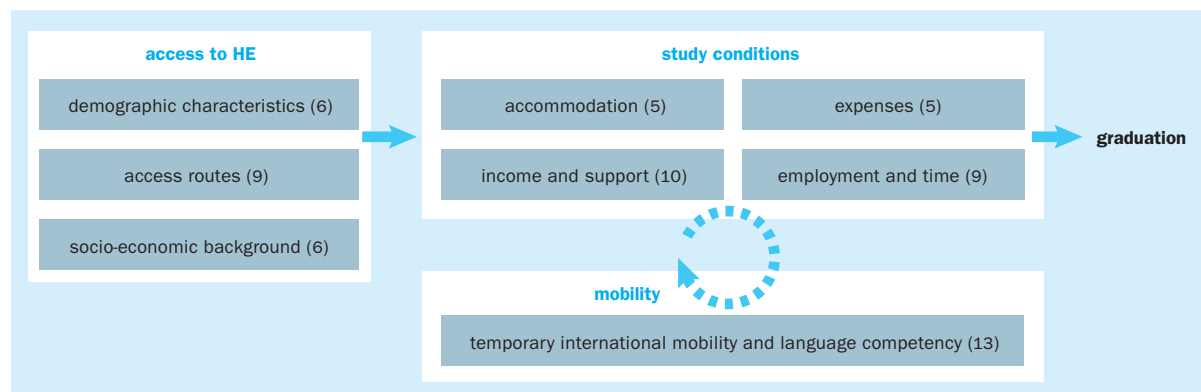 access to HE
demographic characteristics (6)
access routes (9)
socio-economic background (6)
study conditions
accommodation (5)
expenses (5)
income and support (10)
employment and time (9)
graduation
mobility
temporary international mobility and language competency (13)